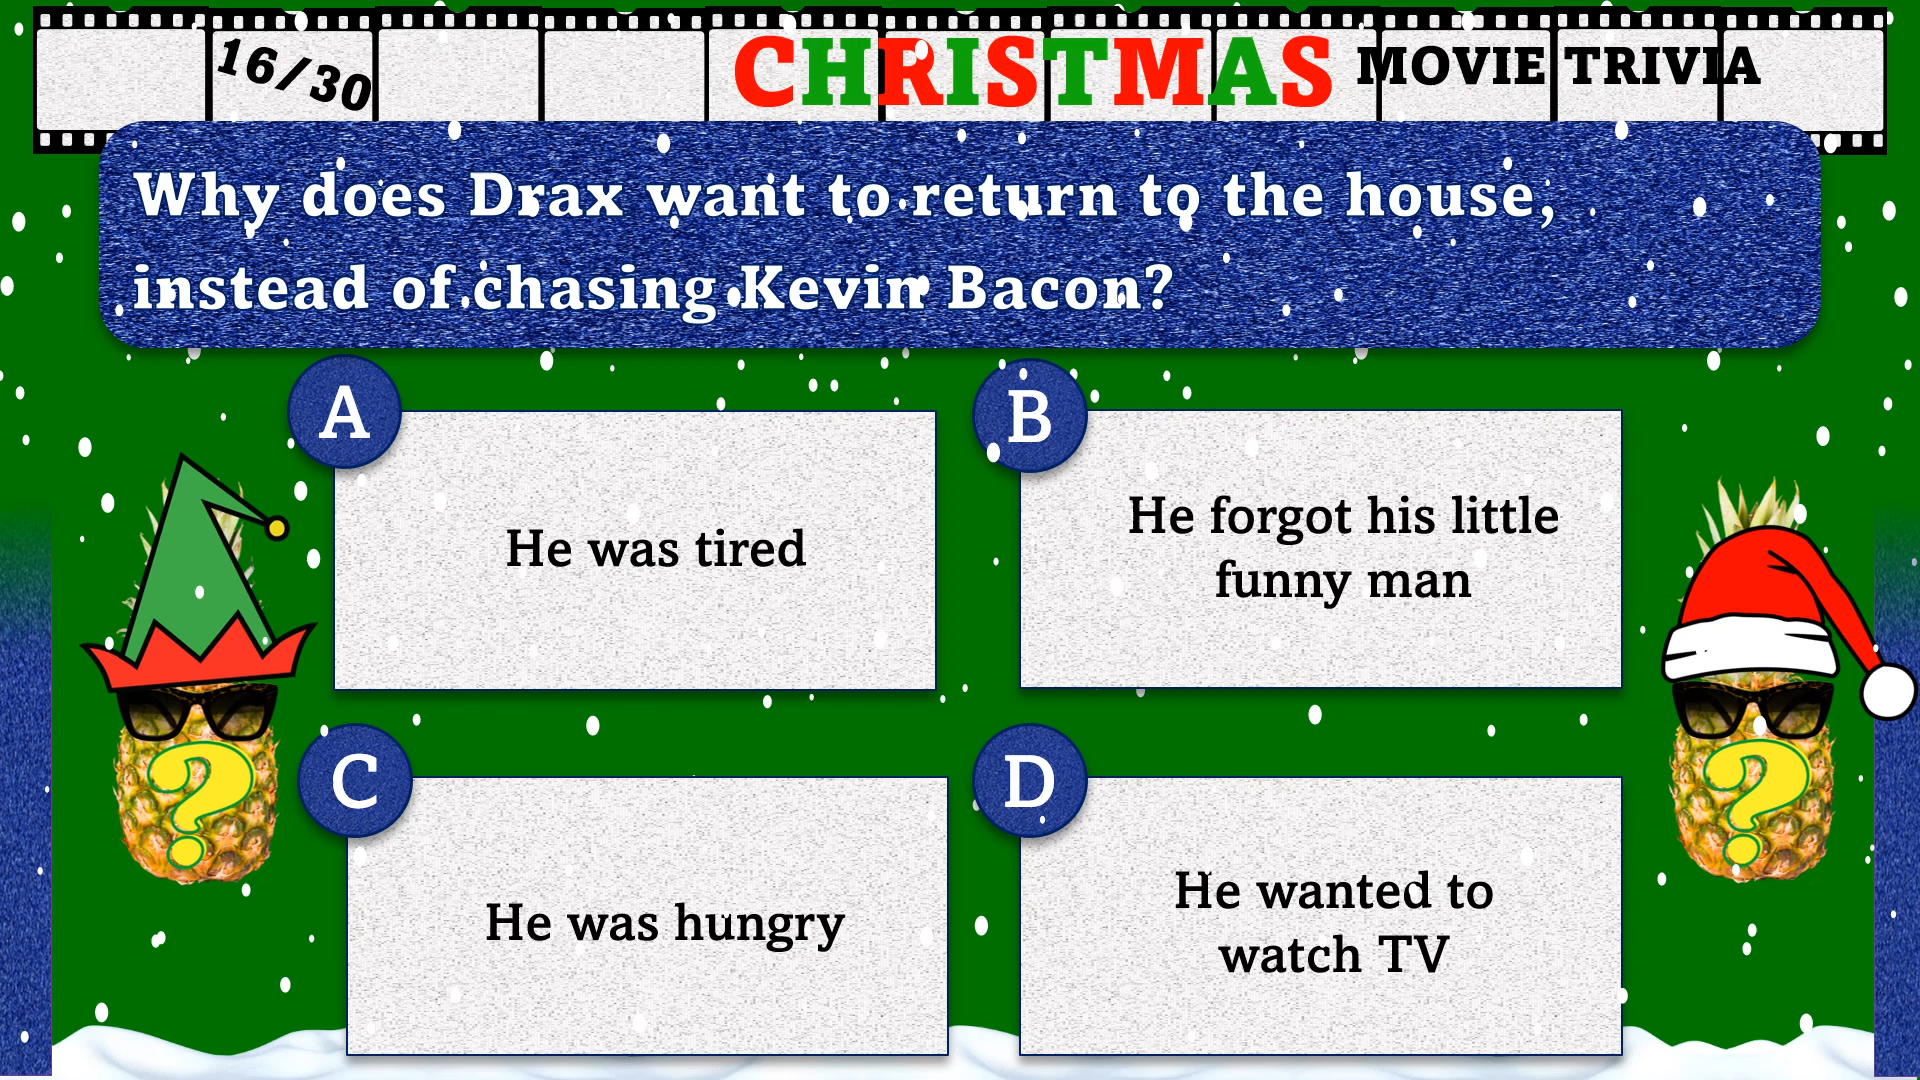 16/30
CHRISTMAS MOVIE TRIVIA
Why does Drax want to return to the house,
instead of chasing Kevin Bacon?
A
He was tired
B
He forgot his little
funny man
C
He was hungry
D
He wanted to
watch TV
?
?